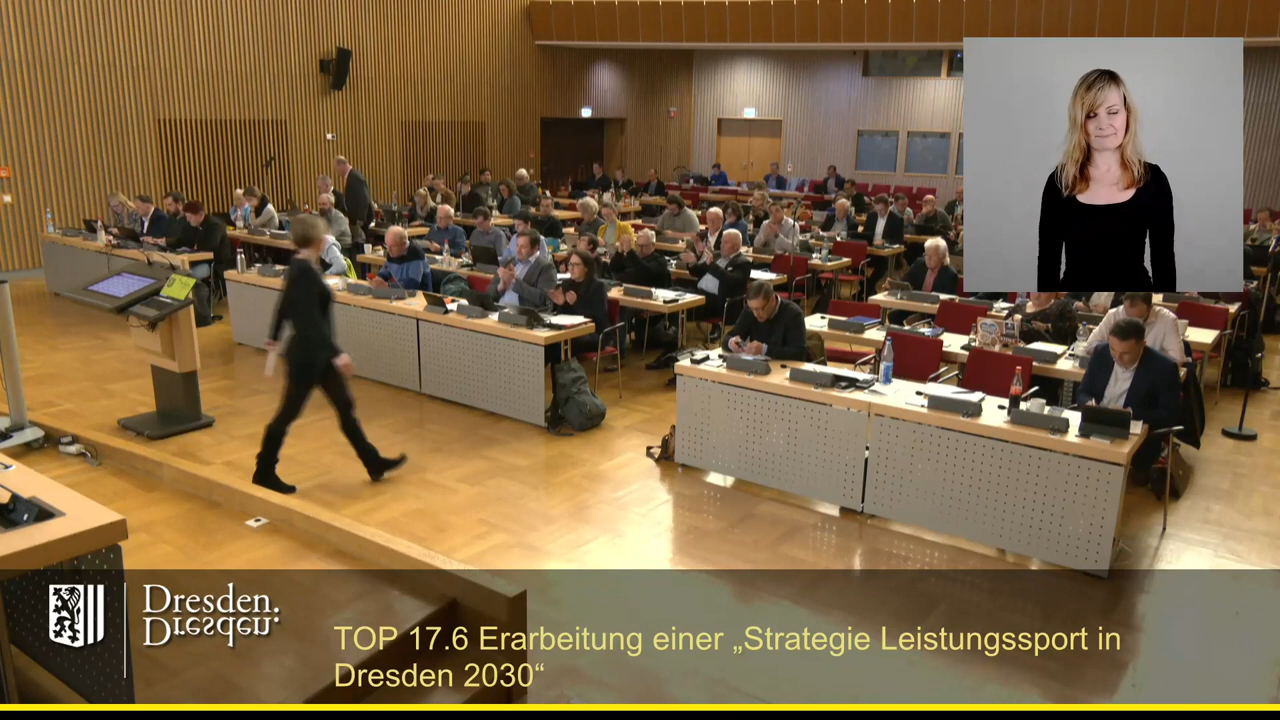 Dresden.
Dresden.
TOP 17.6 Erarbeitung einer „Strategie Leistungssport in
Dresden 2030“